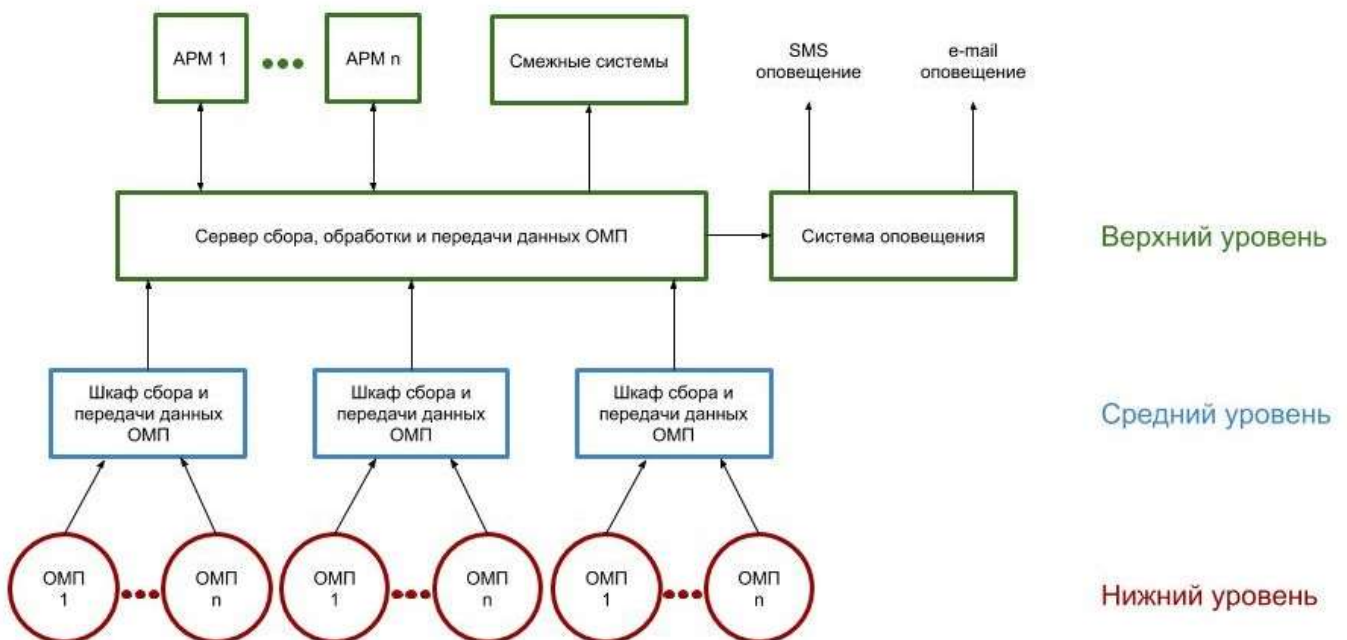 АРМ 1
АРМ n
Смежные системы
SMS
оповещение
e-mail
оповещение
Сервер сбора, обработки и передачи данных ОМП
Система оповещения
Верхний уровень
Шкаф сбора и
передачи данных
ОМП
Шкаф сбора и
передачи данных
ОМП
Шкаф сбора и
передачи данных
ОМП
Средний уровень
ОМП
1
ОМП
n
ОМП
1
ОМП
n
ОМП
1
ОМП
n
Нижний уровень